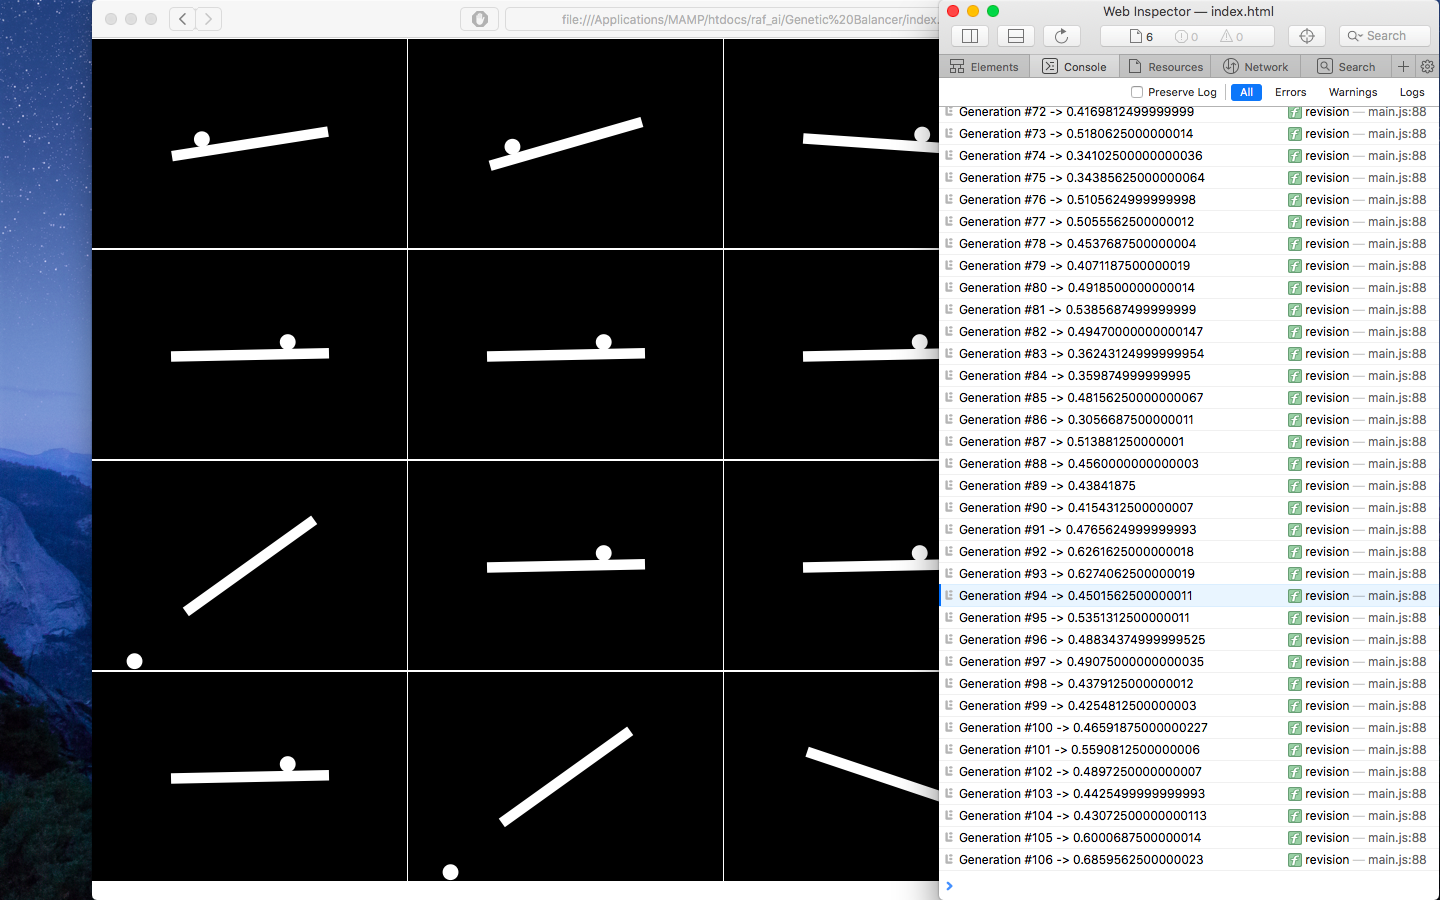 file:///Applications/MAMP/htdocs/raf_ai/Genetic%20Balancer/index.
Web Inspector — index.html
6 0 0 Search
Elements Console Resources Network Search
Preserve Log All Errors Warnings Logs
Generation #72 -> 0.4169812499999999 f revision — main.js:88
Generation #73 -> 0.5180625000000014 f revision — main.js:88
Generation #74 -> 0.34102500000000036 f revision — main.js:88
Generation #75 -> 0.34385625000000064 f revision — main.js:88
Generation #76 -> 0.5105624999999998 f revision — main.js:88
Generation #77 -> 0.5055562500000012 f revision — main.js:88
Generation #78 -> 0.4537687500000004 f revision — main.js:88
Generation #79 -> 0.4071187500000019 f revision — main.js:88
Generation #80 -> 0.4918500000000014 f revision — main.js:88
Generation #81 -> 0.5385687499999999 f revision — main.js:88
Generation #82 -> 0.49470000000000147 f revision — main.js:88
Generation #83 -> 0.36243124999999954 f revision — main.js:88
Generation #84 -> 0.359874999999995 f revision — main.js:88
Generation #85 -> 0.48156250000000067 f revision — main.js:88
Generation #86 -> 0.3056687500000011 f revision — main.js:88
Generation #87 -> 0.513881250000001 f revision — main.js:88
Generation #88 -> 0.4560000000000003 f revision — main.js:88
Generation #89 -> 0.43841875 f revision — main.js:88
Generation #90 -> 0.4154312500000007 f revision — main.js:88
Generation #91 -> 0.4765624999999993 f revision — main.js:88
Generation #92 -> 0.6261625000000018 f revision — main.js:88
Generation #93 -> 0.6274062500000019 f revision — main.js:88
Generation #94 -> 0.4501562500000011 f revision — main.js:88
Generation #95 -> 0.5351312500000011 f revision — main.js:88
Generation #96 -> 0.48834374999999525 f revision — main.js:88
Generation #97 -> 0.49075000000000035 f revision — main.js:88
Generation #98 -> 0.4379125000000012 f revision — main.js:88
Generation #99 -> 0.4254812500000003 f revision — main.js:88
Generation #100 -> 0.46591875000000227 f revision — main.js:88
Generation #101 -> 0.5590812500000006 f revision — main.js:88
Generation #102 -> 0.4897250000000007 f revision — main.js:88
Generation #103 -> 0.4425499999999993 f revision — main.js:88
Generation #104 -> 0.43072500000000113 f revision — main.js:88
Generation #105 -> 0.6000687500000014 f revision — main.js:88
Generation #106 -> 0.6859562500000023 f revision — main.js:88